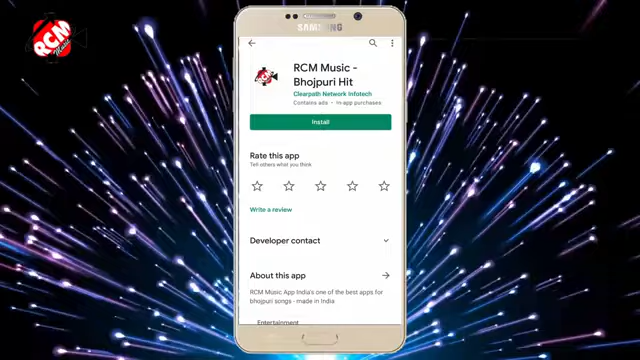 RCM
Music
SAMSUNG
RCM Music -
Bhojpuri Hit
Clearpath Network Infotech
Contains ads • In-app purchases
Install
Rate this app
Tell others what you think
Write a review
Developer contact
About this app
RCM Music App India's one of the best apps for
bhojpuri songs - made in India
Entertainment